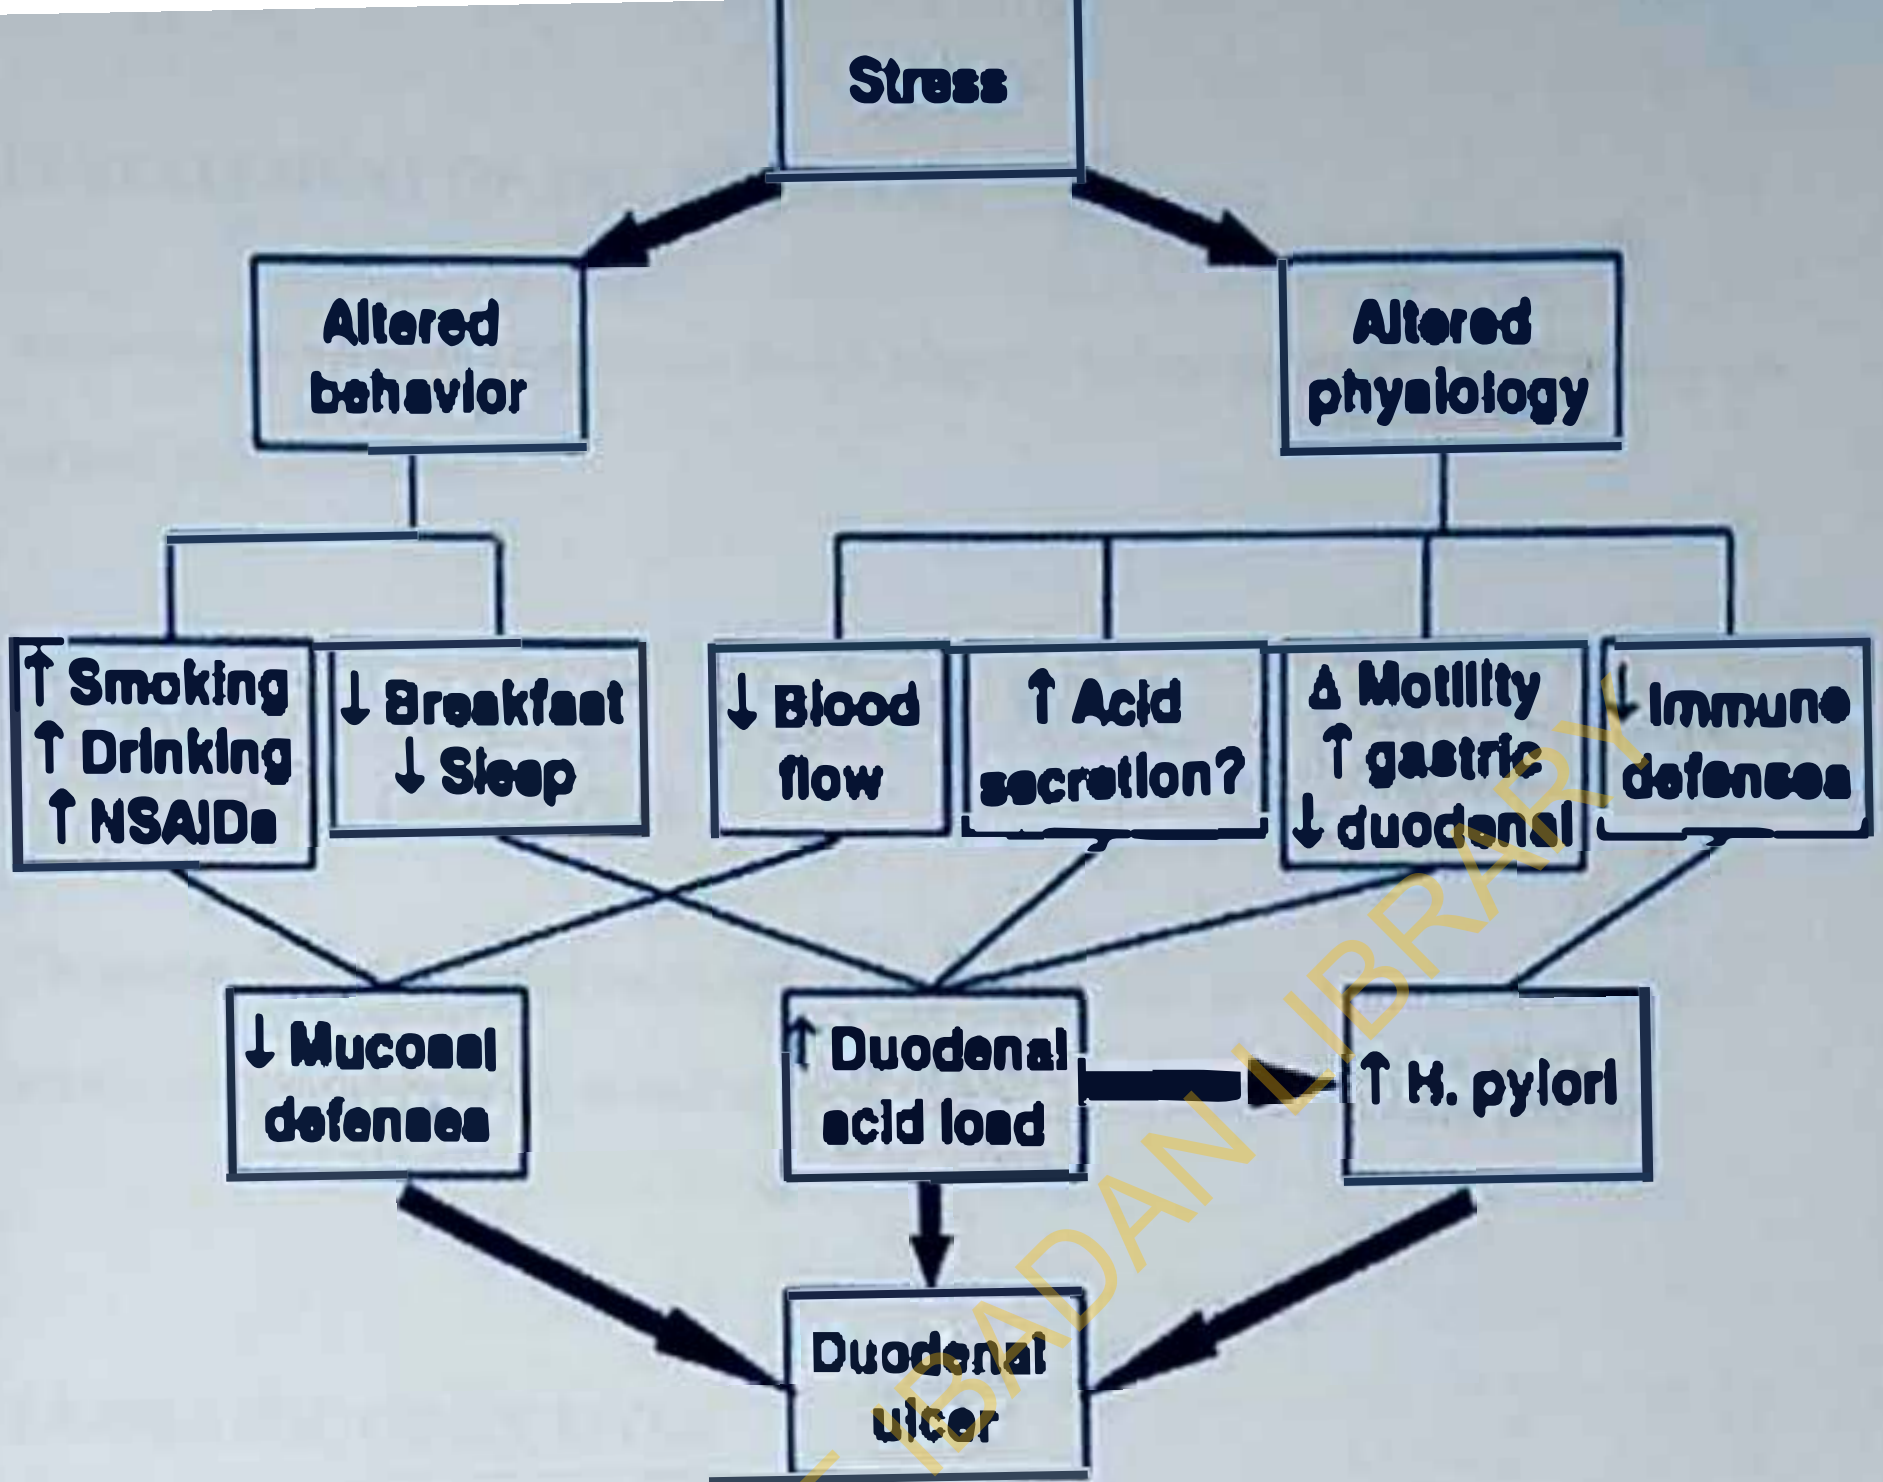 Stress
Altered
behavior
Altered
physiology
↑ Smoking
↑ Drinking
↑ NSAIDs
↓ Breakfast
↓ Sleep
↓ Blood
flow
↑ Acid
secretion?
Δ Motility
↑ gastric
↓ duodenal
↓ Immune
defenses
↓ Mucosal
defenses
↑ Duodenal
acid load
↑ H. pylori
Duodenal
ulcer
IBADAN LIBRARY